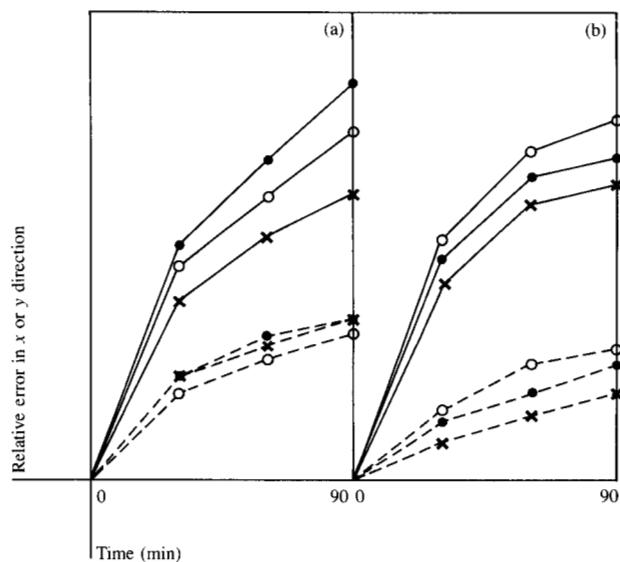 (a)
(b)
Relative error in x or y direction
0
90
0
90
Time (min)